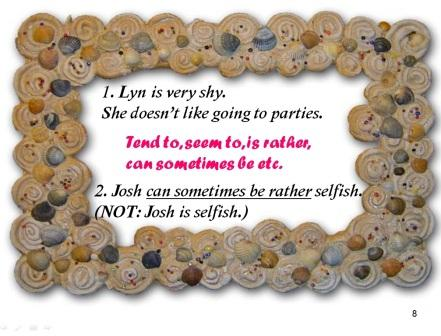 1. Lyn is very shy.
She doesn't like going to parties.
Tend to, seem to, is rather,
can sometimes be etc.
2. Josh can sometimes be rather selfish.
(NOT: Josh is selfish.)
8